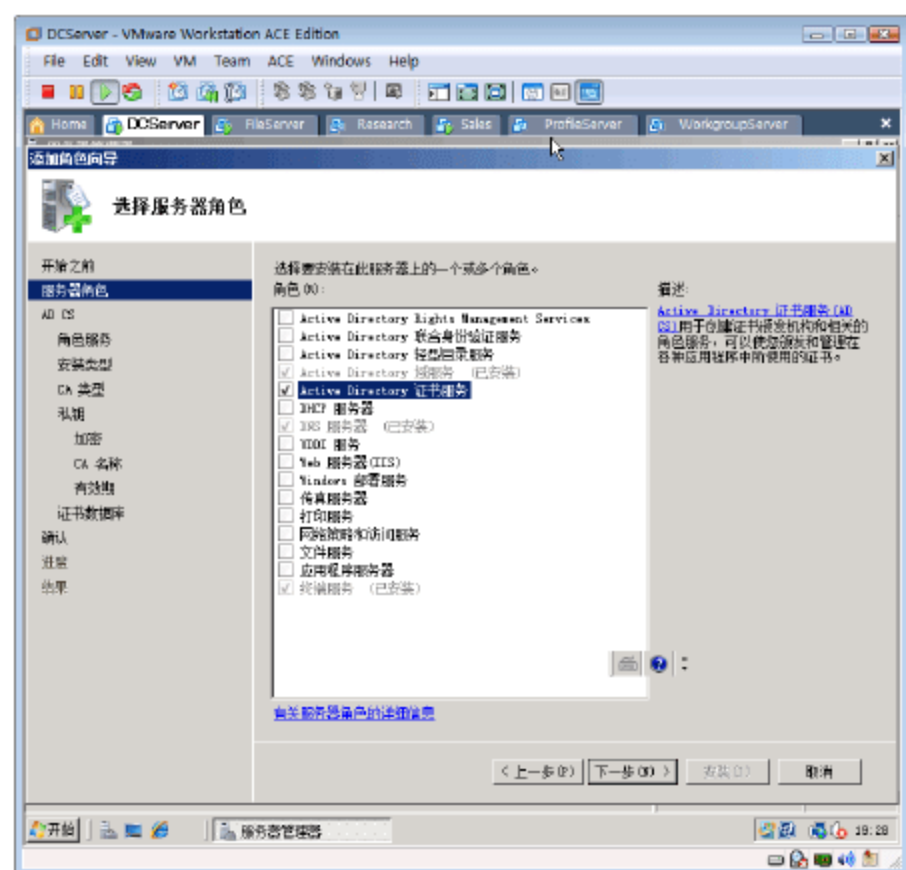 DCServer - VMware Workstation ACE Edition
File Edit View VM Team ACE Windows Help
Home DCServer FileServer Research Sales ProfileServer WorkgroupServer
添加角色向导
选择服务器角色
开始之前
服务器角色
AD CS
角色服务
安装类型
CA 类型
私钥
加密
CA 名称
有效期
证书数据库
确认
进度
结果
选择要安装在此服务器上的一个或多个角色。
角色(R):
Active Directory Rights Management Services
Active Directory 联合身份验证服务
Active Directory 轻型目录服务
Active Directory 域服务 (已安装)
Active Directory 证书服务
DHCP 服务器
DNS 服务器 (已安装)
UDDI 服务
Web 服务器(IIS)
Windows 部署服务
传真服务器
打印服务
网络策略和访问服务
文件服务
应用程序服务器
终端服务 (已安装)
有关服务器角色的详细信息
描述:
Active Directory 证书服务(AD
CS)用于创建证书颁发机构和相关的
角色服务，可以使您颁发和管理在
各种应用程序中所使用的证书。
< 上一步(P) 下一步(N) > 安装(I) 取消
开始 服务器管理器 19:28